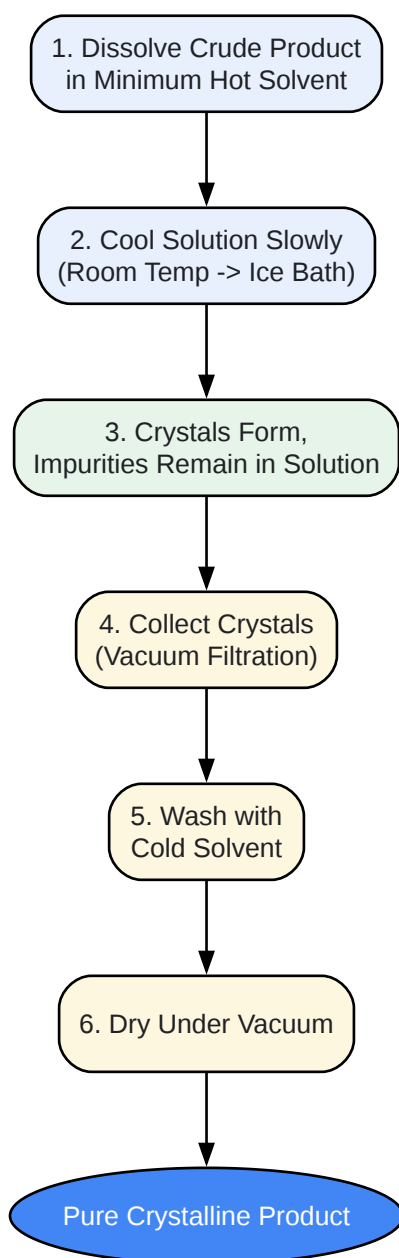 1. Dissolve Crude Product
in Minimum Hot Solvent
2. Cool Solution Slowly
(Room Temp -> Ice Bath)
3. Crystals Form,
Impurities Remain in Solution
4. Collect Crystals
(Vacuum Filtration)
5. Wash with
Cold Solvent
6. Dry Under Vacuum
Pure Crystalline Product